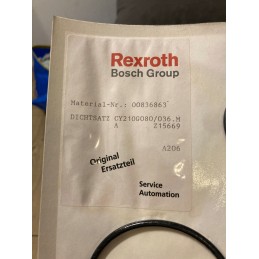 Rexroth
Bosch Group
Material-Nr.: 00836863
DICHTSATZ CY2100080/036.M
A Z15669
A206
Original
Ersatzteil
Service
Automation